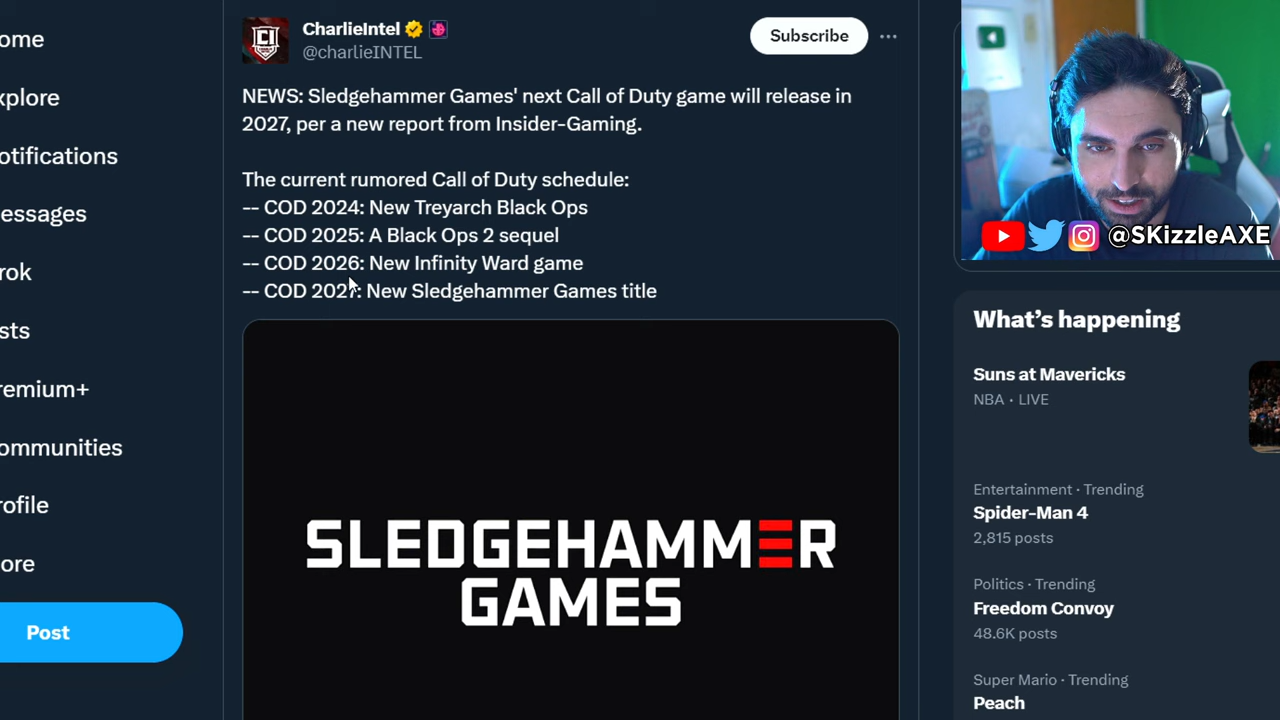 ome
xplore
otifications
essages
rok
sts
remium+
ommunities
rofile
ore
Post
CharlieIntel
@charlieINTEL
Subscribe
NEWS: Sledgehammer Games' next Call of Duty game will release in
2027, per a new report from Insider-Gaming.
The current rumored Call of Duty schedule:
-- COD 2024: New Treyarch Black Ops
-- COD 2025: A Black Ops 2 sequel
-- COD 2026: New Infinity Ward game
-- COD 2027: New Sledgehammer Games title
SLEDGEHAMMER
GAMES
@SKizzleAXE
What's happening
Suns at Mavericks
NBA · LIVE
Entertainment · Trending
Spider-Man 4
2,815 posts
Politics · Trending
Freedom Convoy
48.6K posts
Super Mario · Trending
Peach